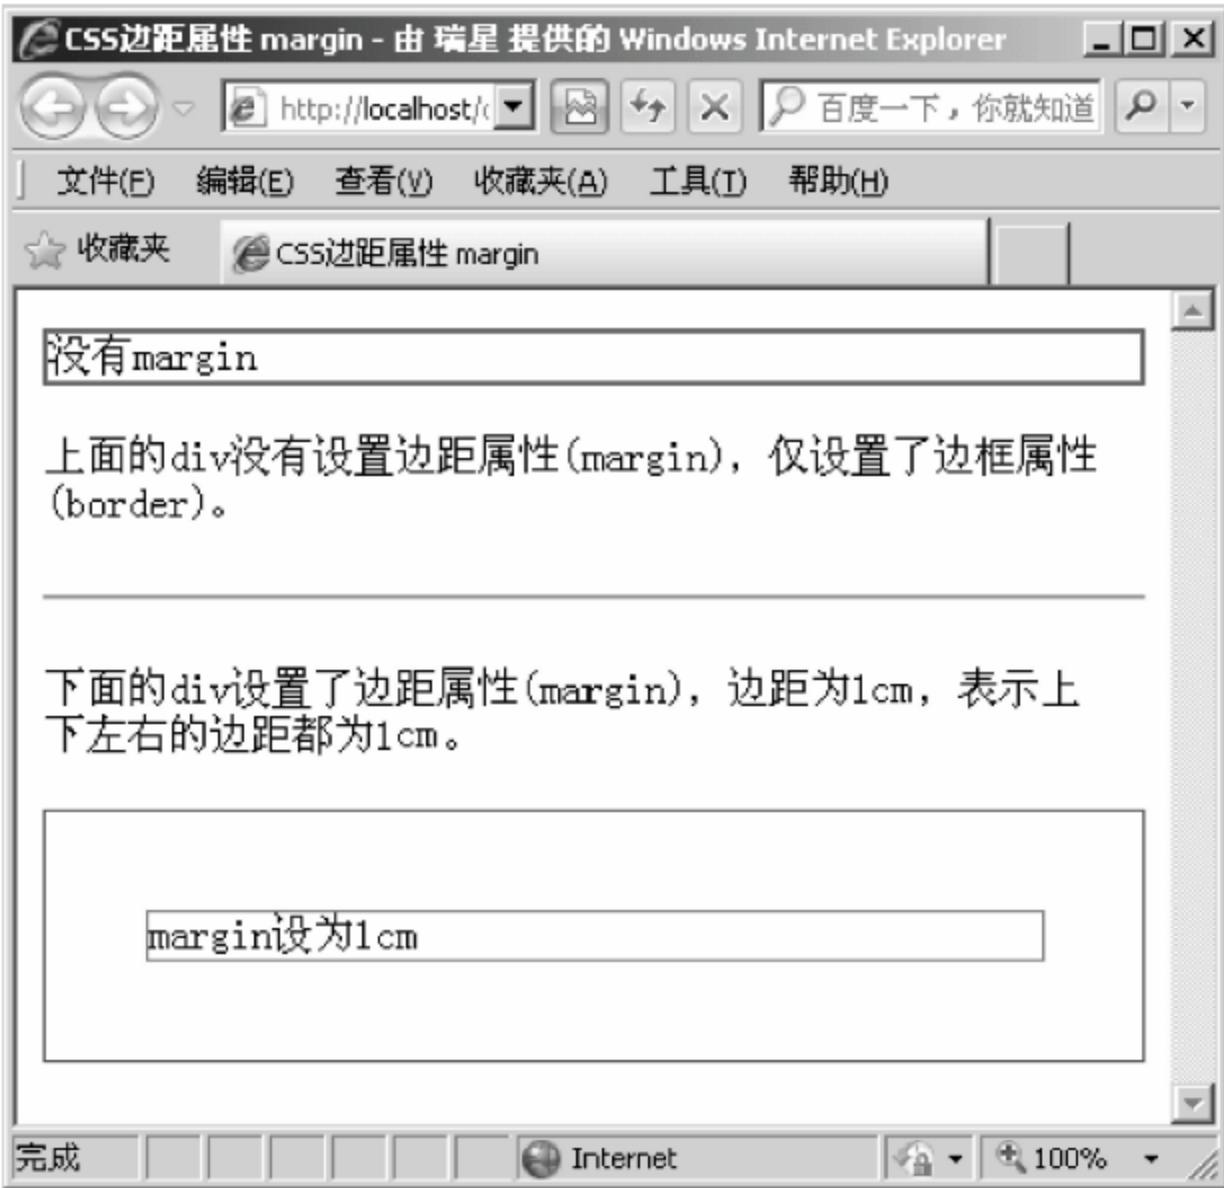 CSS边距属性 margin - 由 瑞星 提供的 Windows Internet Explorer
http://localhost/c
百度一下，你就知道
文件(F) 编辑(E) 查看(V) 收藏夹(A) 工具(T) 帮助(H)
收藏夹 CSS边距属性 margin
没有margin
上面的div没有设置边距属性(margin)，仅设置了边框属性
(border)。
下面的div设置了边距属性(margin)，边距为1cm，表示上
下左右的边距都为1cm。
margin设为1cm
完成 Internet 100%